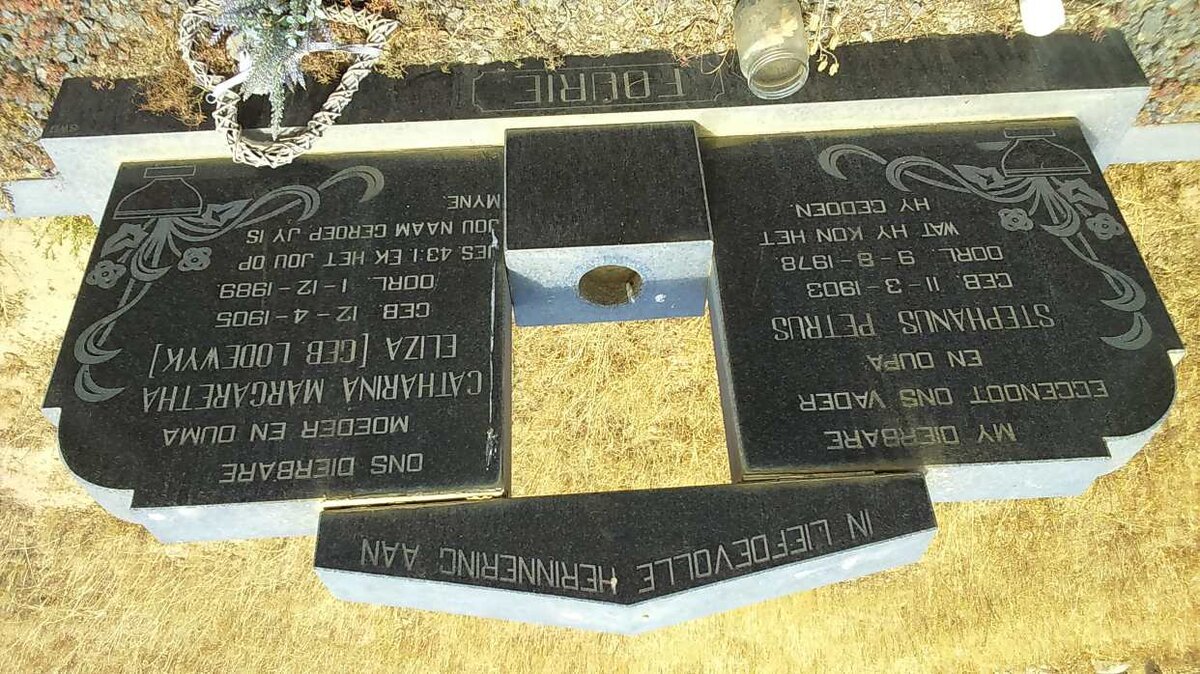 IN LIEFDEVOLLE HERINNERING AAN
MY DIERBARE
EGGENOOT ONS VADER
EN OUPA
STEPHANUS PETRUS
GEB. 11-3-1903
OORL. 9-8-1978.
WAT HY KON HET
HY GEDOEN.
ONS DIERBARE
MOEDER EN OUMA
CATHARINA MARGARETHA
ELIZA [GEB LODEWYK]
GEB. 12-4-1905
OORL. 1-12-1989.
JES. 43.1. EK HET JOU OP
JOU NAAM GEROEP JY IS
MYNE.
FOURIE